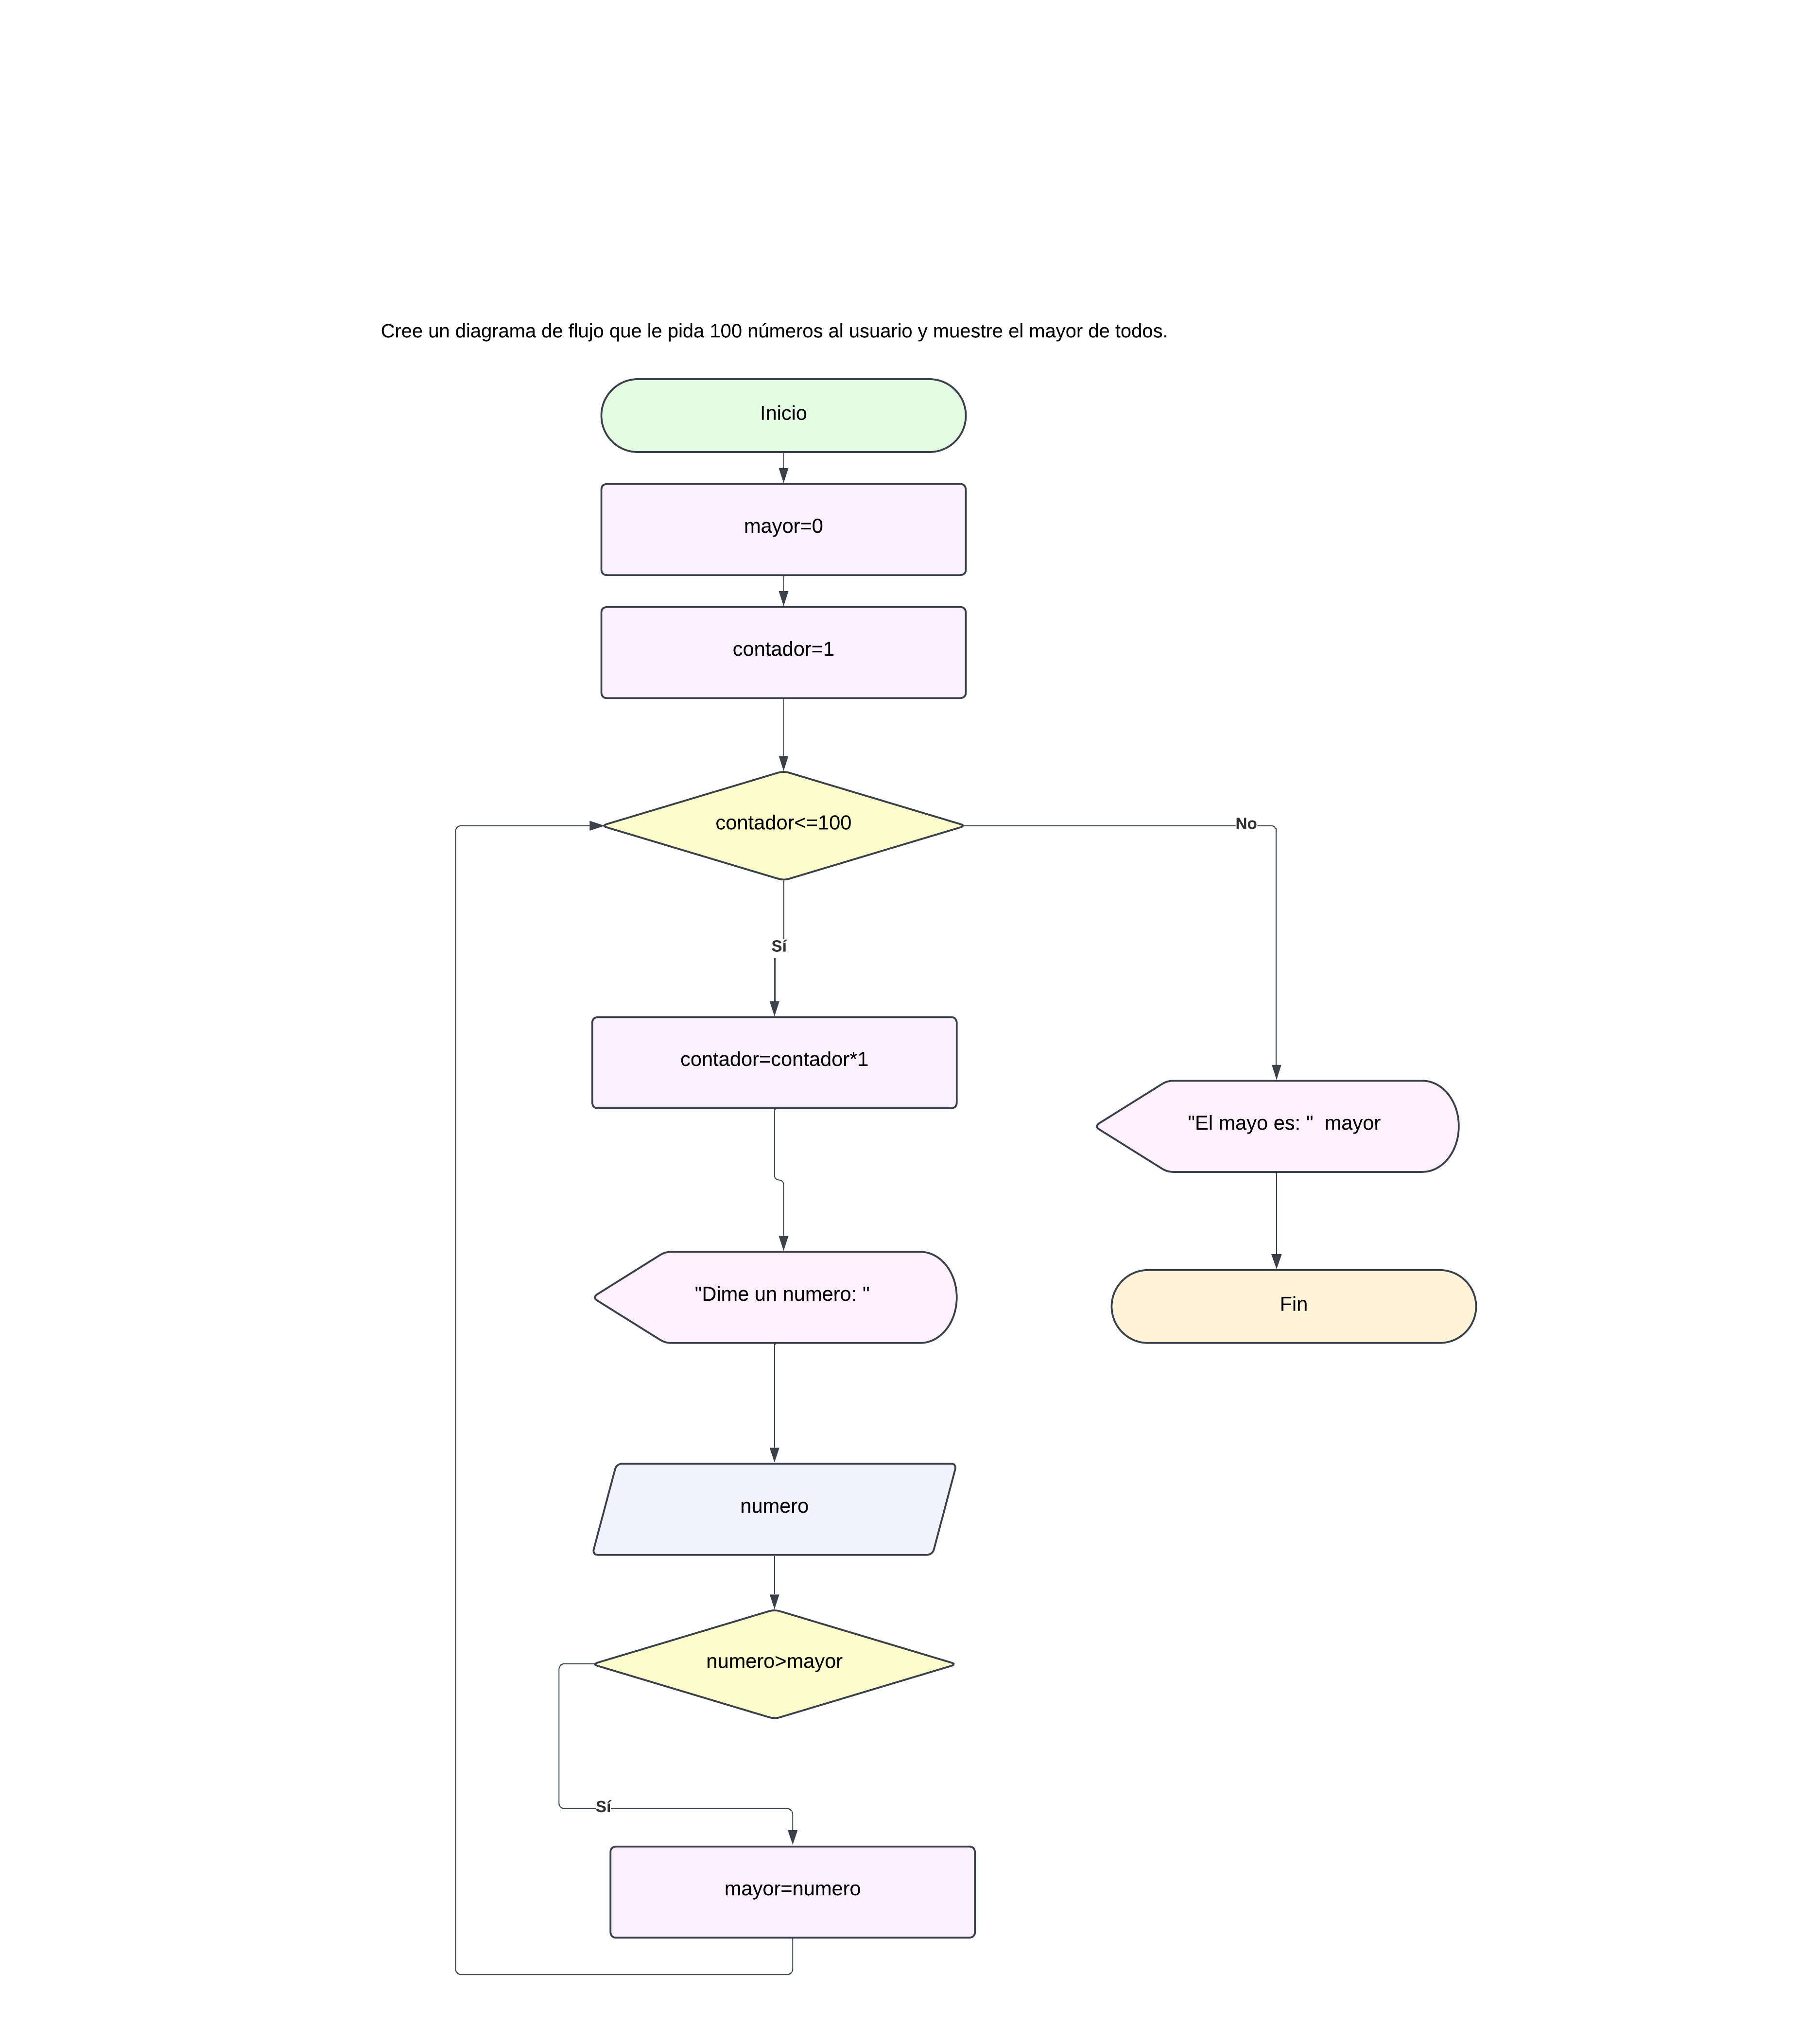 Cree un diagrama de flujo que le pida 100 números al usuario y muestre el mayor de todos.
Inicio
mayor=0
contador=1
contador<=100
No
Sí
contador=contador*1
"El mayo es: "  mayor
"Dime un numero: "
Fin
numero
numero>mayor
Sí
mayor=numero